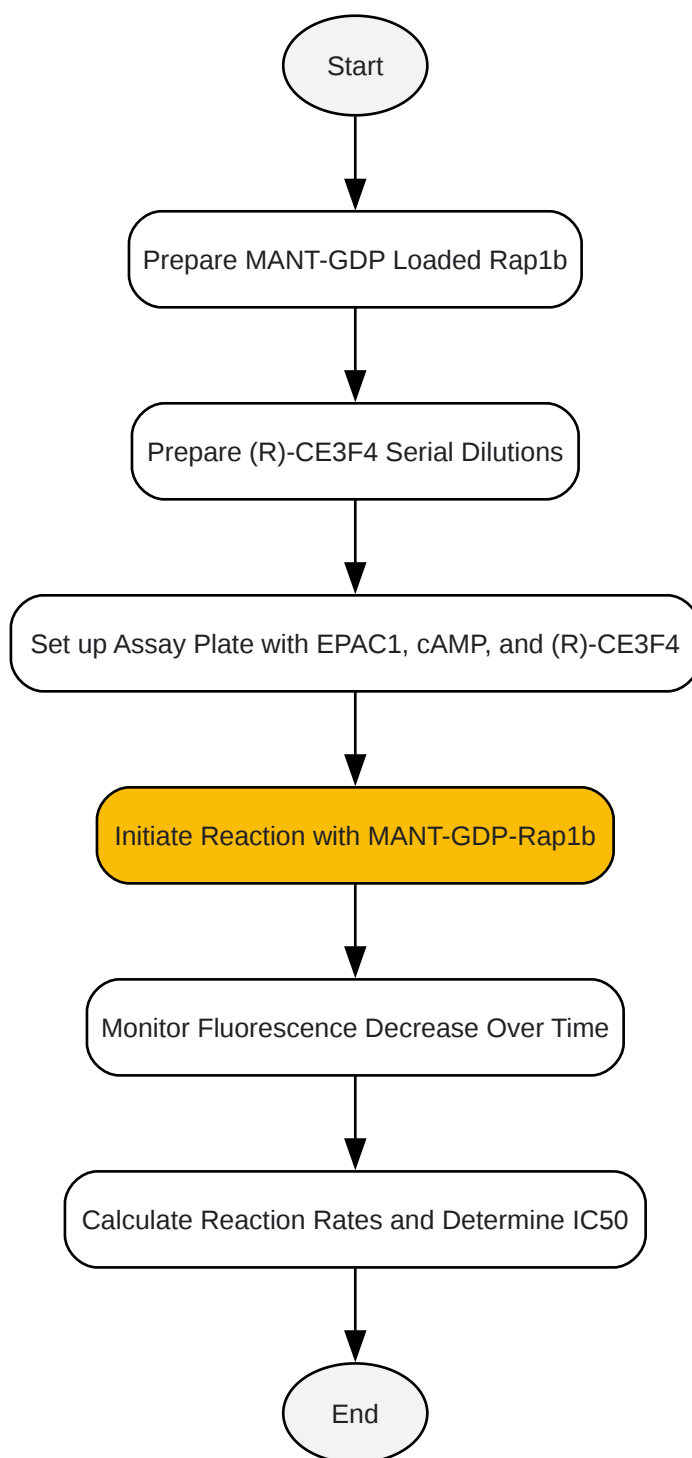 Start
Prepare MANT-GDP Loaded Rap1b
Prepare (R)-CE3F4 Serial Dilutions
Set up Assay Plate with EPAC1, cAMP, and (R)-CE3F4
Initiate Reaction with MANT-GDP-Rap1b
Monitor Fluorescence Decrease Over Time
Calculate Reaction Rates and Determine IC50
End